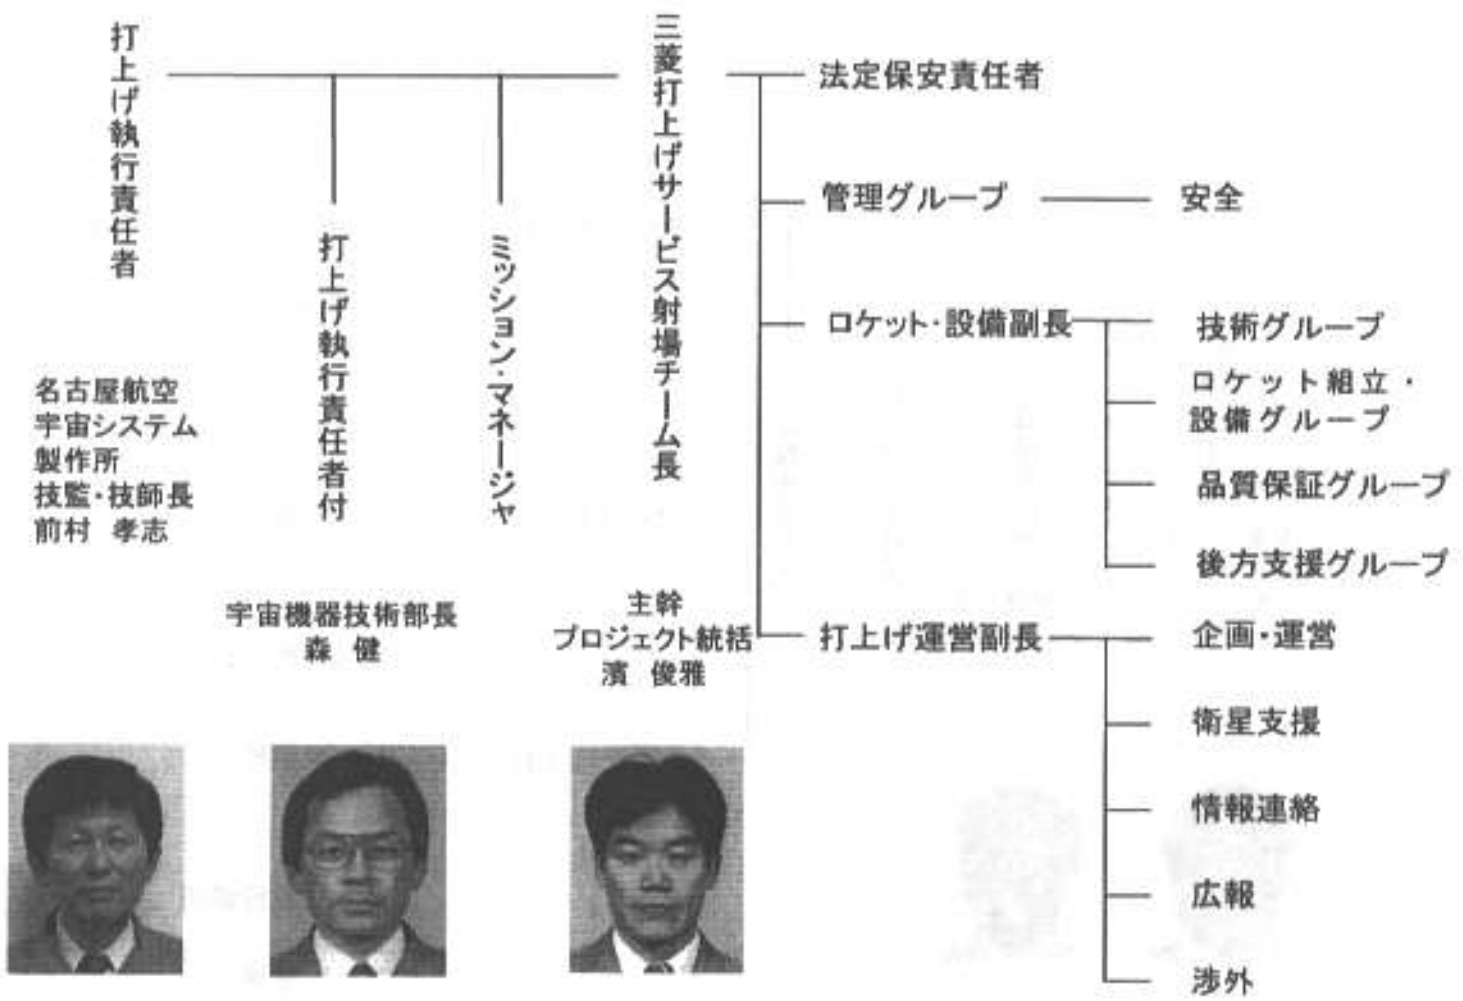 打上げ執行責任者
名古屋航空
宇宙システム
製作所
技監・技師長
前村 孝志
打上げ執行責任者付
ミッション・マネージャ
宇宙機器技術部長
森 健
三菱打上げサービス射場チーム長
主幹
プロジェクト統括
濱 俊雅
法定保安責任者
管理グループ
安全
ロケット・設備副長
技術グループ
ロケット組立・
設備グループ
品質保証グループ
後方支援グループ
打上げ運営副長
企画・運営
衛星支援
情報連絡
広報
渉外